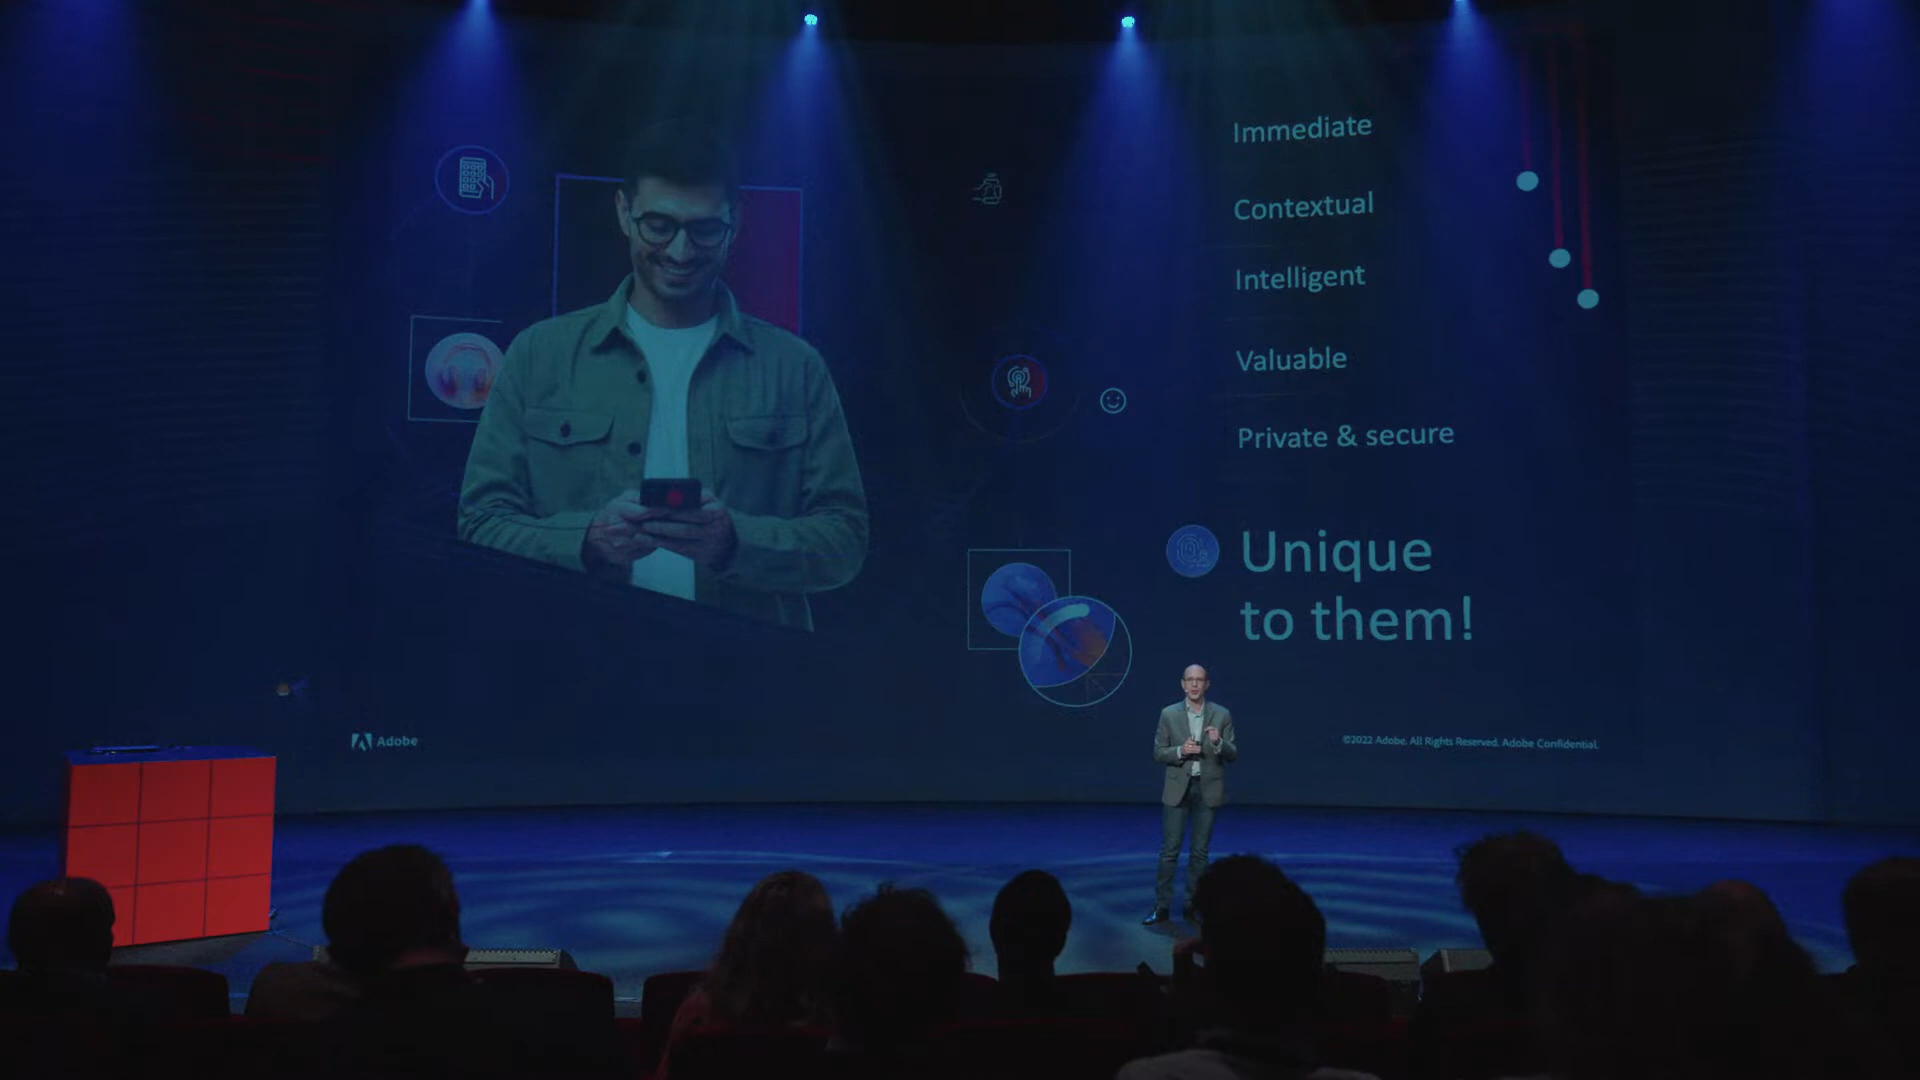 Immediate
Contextual
Intelligent
Valuable
Private & secure
Unique
to them!
Adobe
©2022 Adobe. All Rights Reserved. Adobe Confidential.